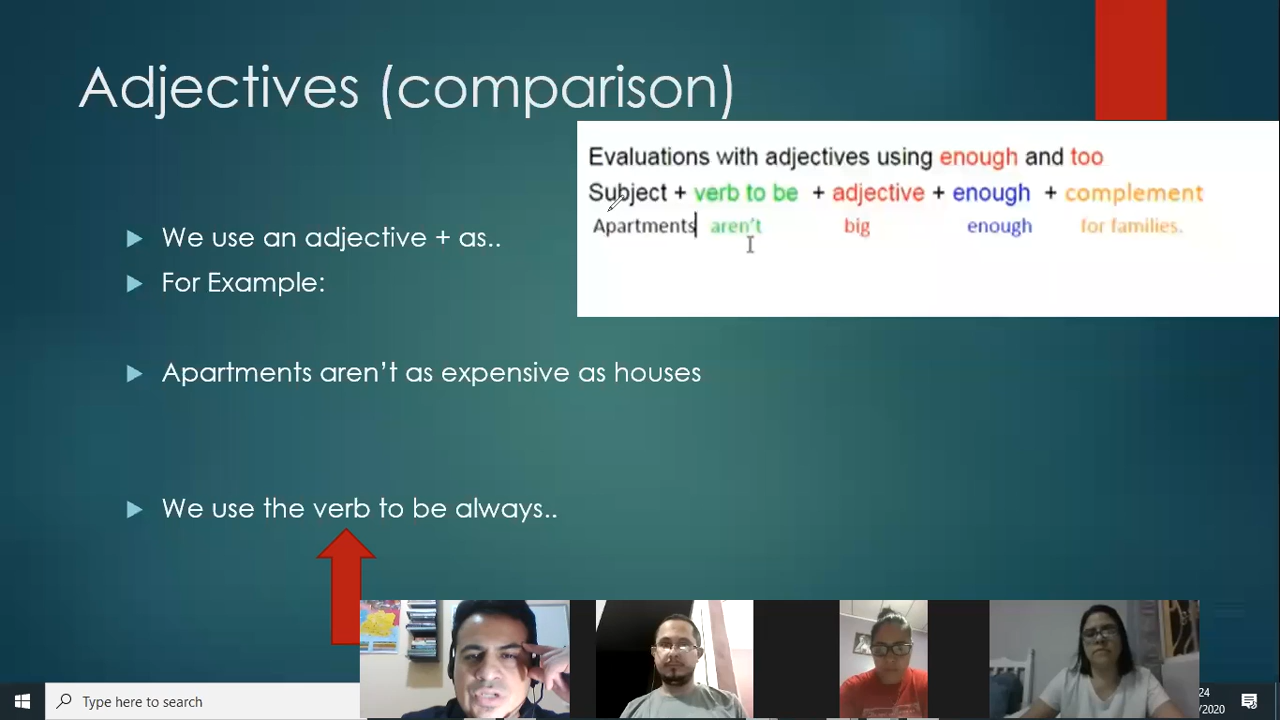 Adjectives (comparison)
Evaluations with adjectives using enough and too
Subject + verb to be + adjective + enough + complement
Apartments aren't big enough for families.
We use an adjective + as..
For Example:
Apartments aren't as expensive as houses
We use the verb to be always..
Type here to search
24
/2020